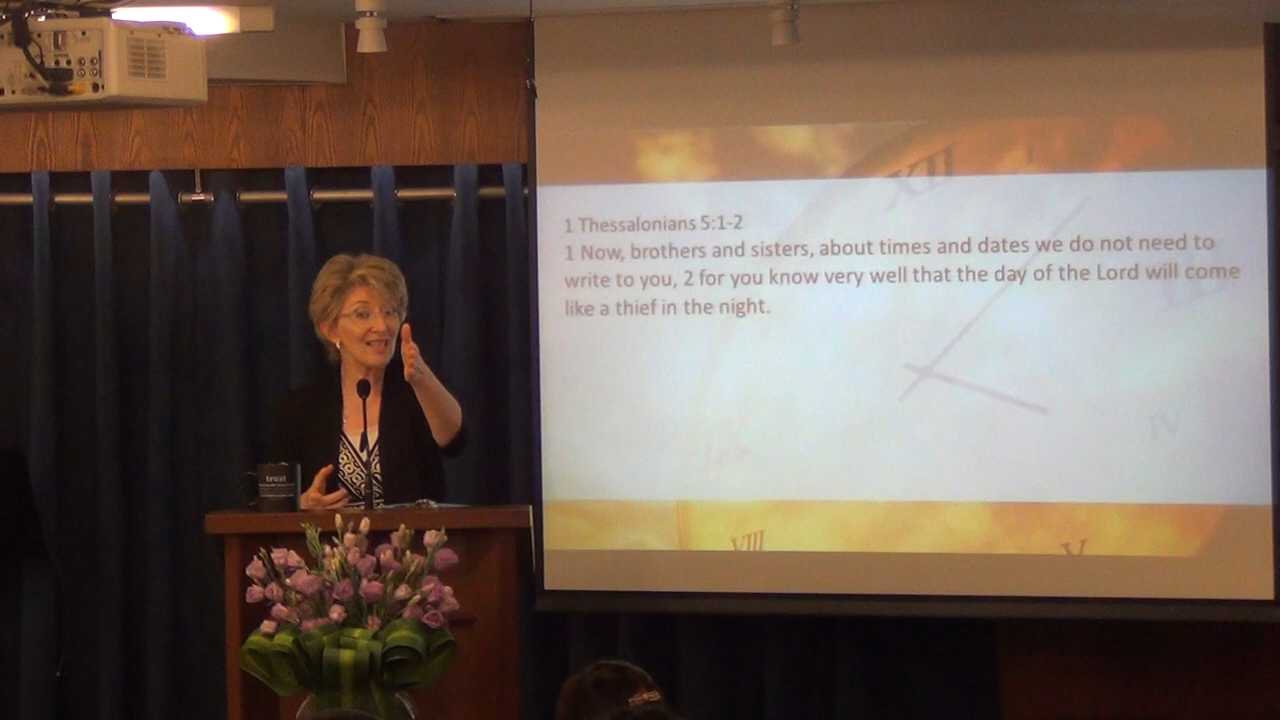 1 Thessalonians 5:1-2
1 Now, brothers and sisters, about times and dates we do not need to
write to you, 2 for you know very well that the day of the Lord will come
like a thief in the night.
XII
IV
VIII
V
trust